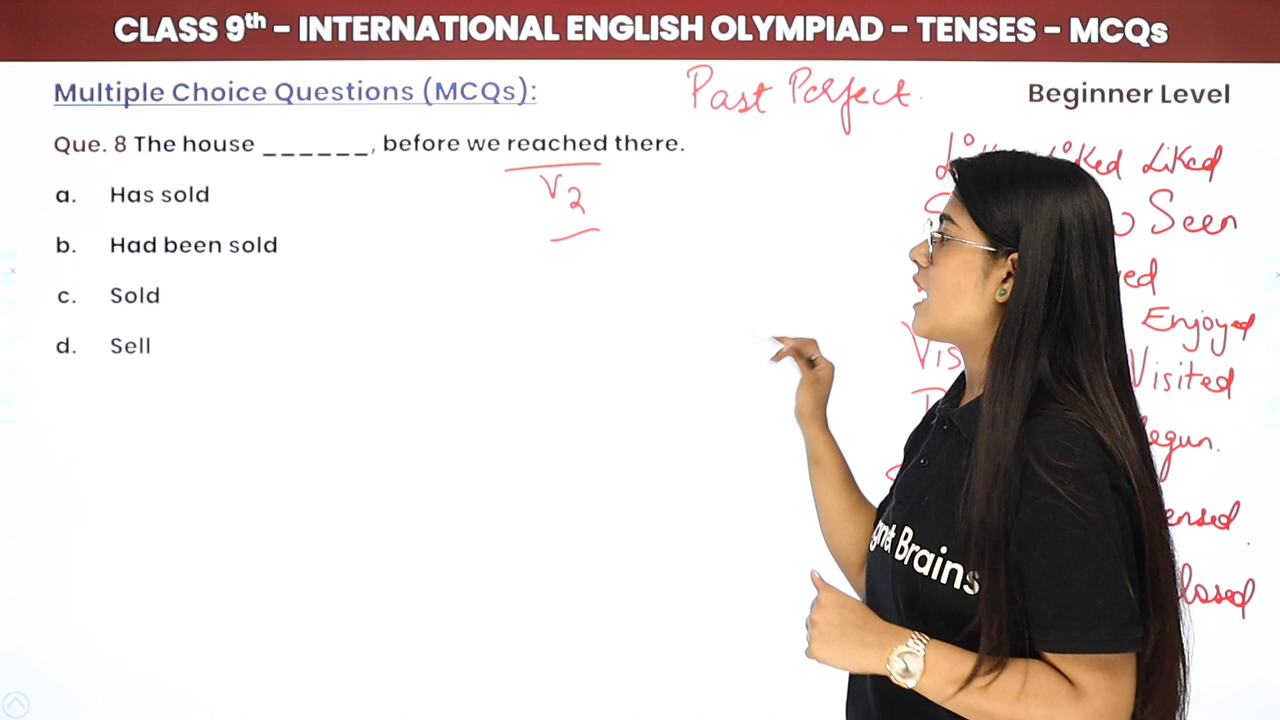 CLASS 9th – INTERNATIONAL ENGLISH OLYMPIAD – TENSES – MCQs
Multiple Choice Questions (MCQs):
Past Perfect
Beginner Level
Que. 8 The house ______, before we reached there.
V2
a. Has sold
b. Had been sold
c. Sold
d. Sell
Liked
Seen
Enjoyed
Visited
Brains